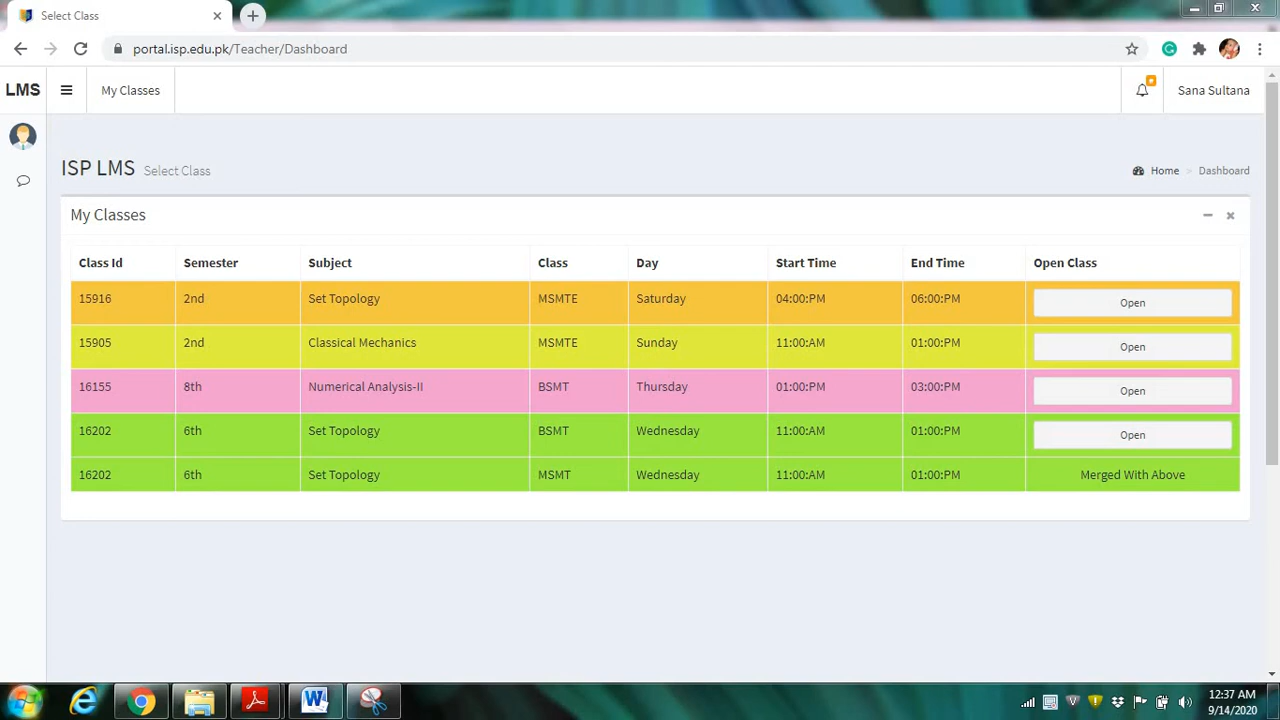 Select Class
portal.isp.edu.pk/Teacher/Dashboard
LMS My Classes Sana Sultana
ISP LMS Select Class Home > Dashboard
My Classes
Class Id Semester Subject Class Day Start Time End Time Open Class
15916 2nd Set Topology MSMTE Saturday 04:00:PM 06:00:PM Open
15905 2nd Classical Mechanics MSMTE Sunday 11:00:AM 01:00:PM Open
16155 8th Numerical Analysis-II BSMT Thursday 01:00:PM 03:00:PM Open
16202 6th Set Topology BSMT Wednesday 11:00:AM 01:00:PM Open
16202 6th Set Topology MSMT Wednesday 11:00:AM 01:00:PM Merged With Above
12:37 AM
9/14/2020